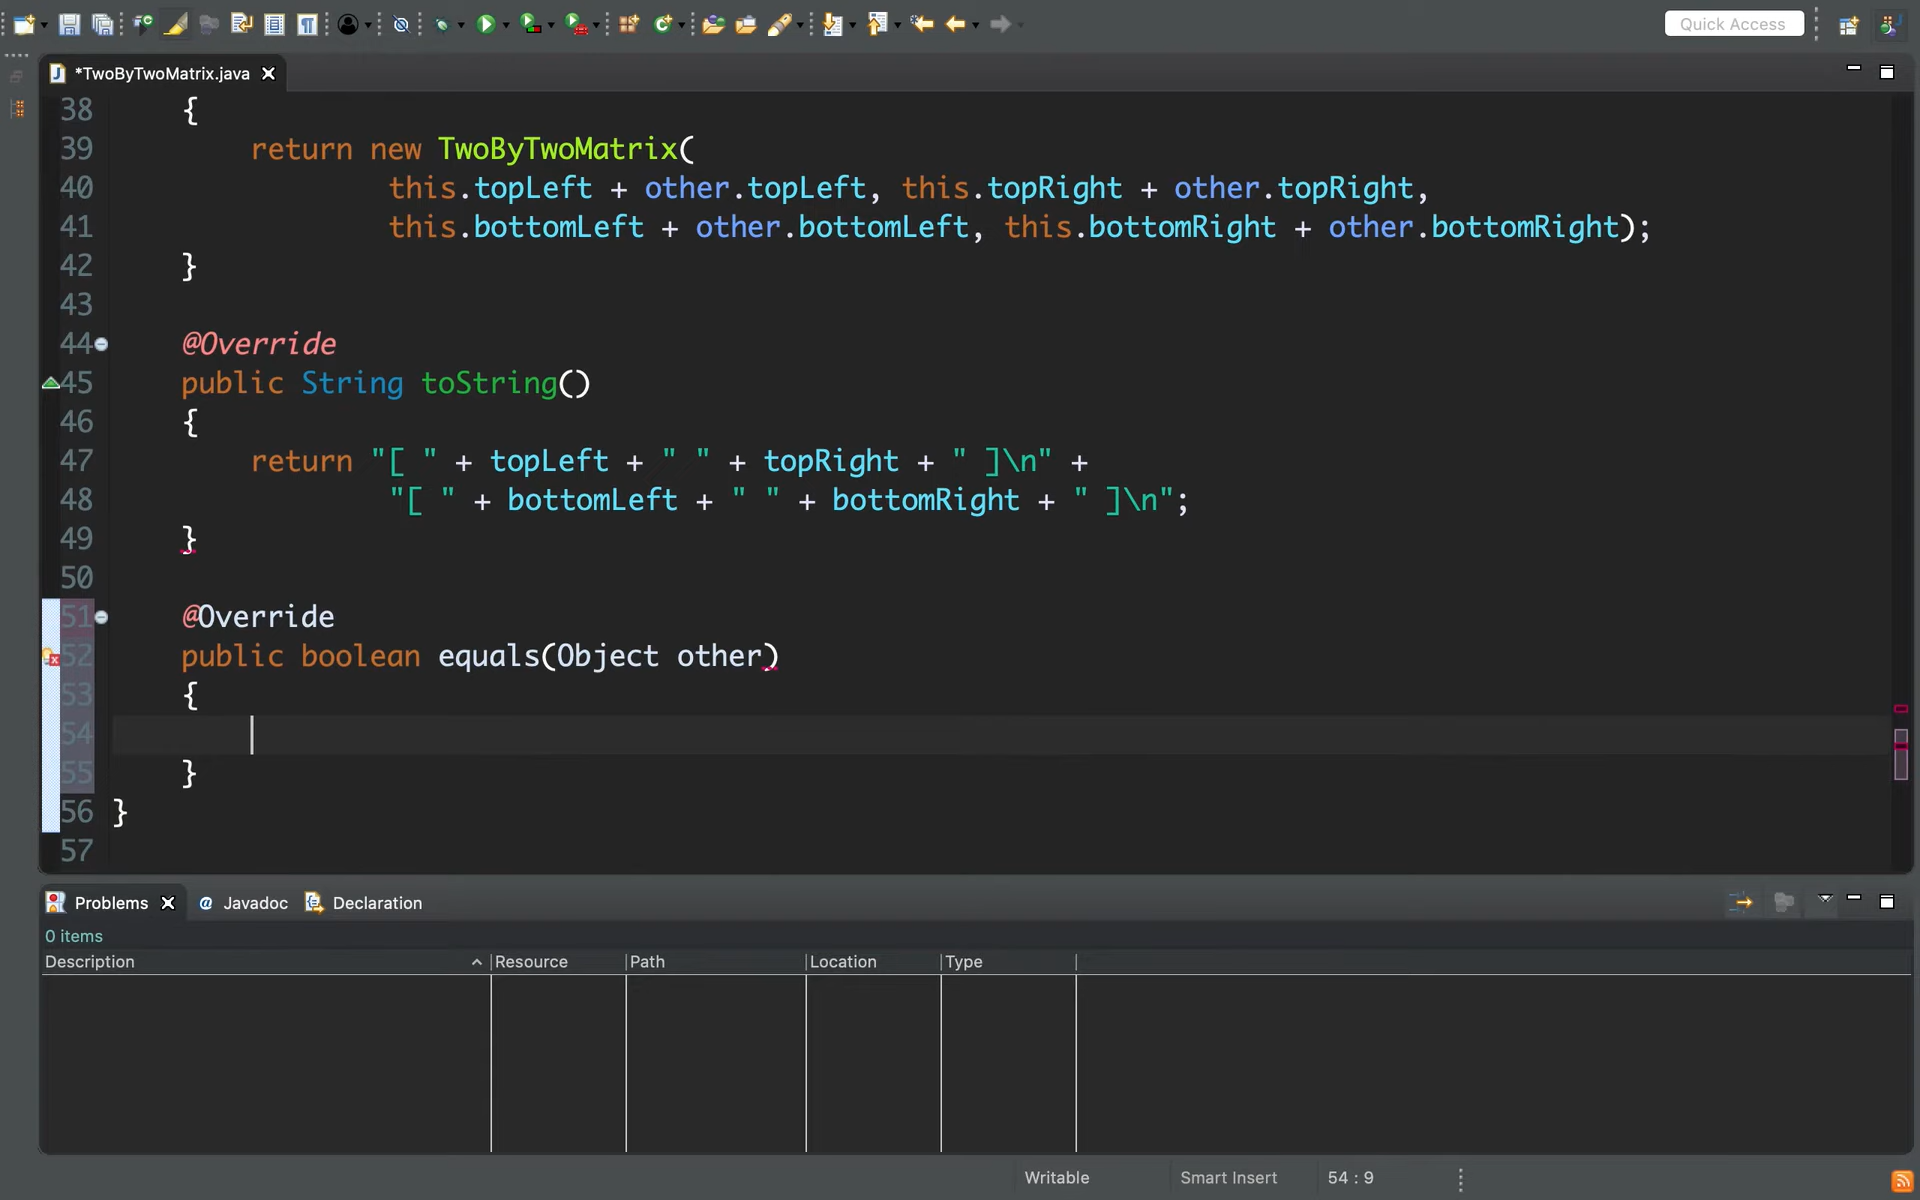 Quick Access
*TwoByTwoMatrix.java
38 {
39 return new TwoByTwoMatrix(
40 this.topLeft + other.topLeft, this.topRight + other.topRight,
41 this.bottomLeft + other.bottomLeft, this.bottomRight + other.bottomRight);
42 }
43
44 @Override
45 public String toString()
46 {
47 return "[ " + topLeft + " " + topRight + " ]\n" +
48 "[ " + bottomLeft + " " + bottomRight + " ]\n";
49 }
50
51 @Override
52 public boolean equals(Object other)
53 {
54
55 }
56 }
57
Problems @ Javadoc Declaration
0 items
Description Resource Path Location Type
Writable Smart Insert 54 : 9